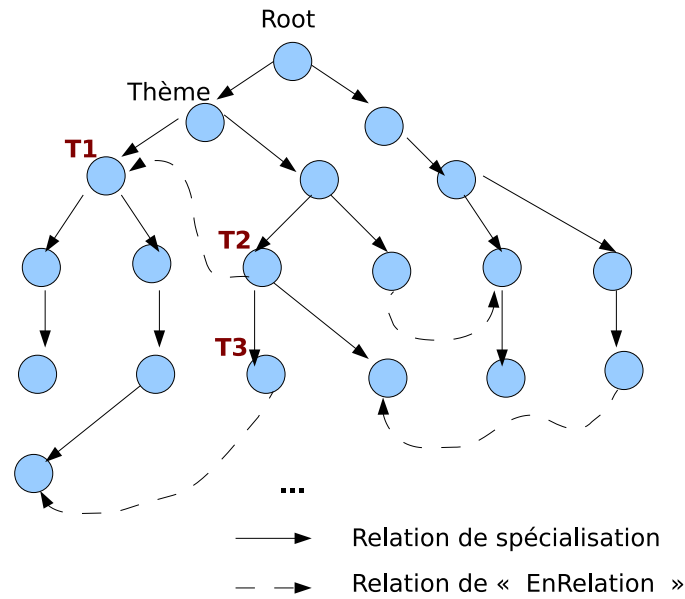 Root
Thème
T1
T2
T3
...
Relation de spécialisation
Relation de « EnRelation »